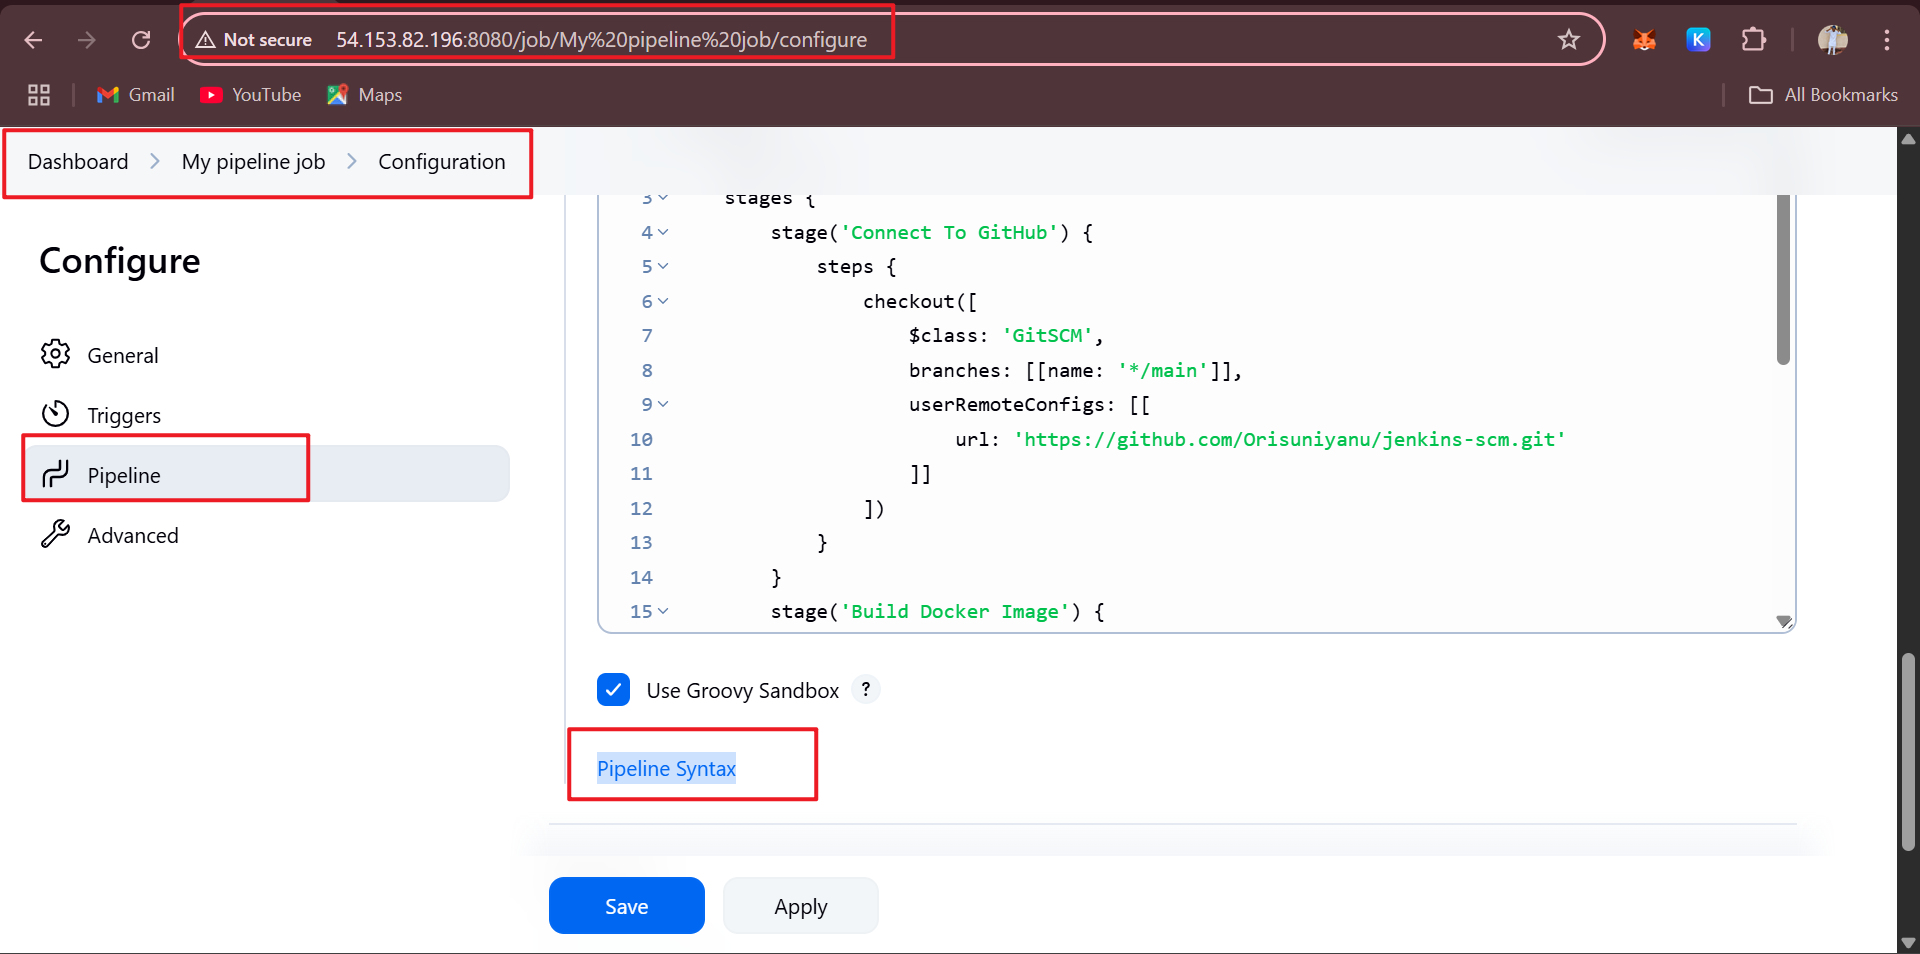 Not secure 54.153.82.196:8080/job/My%20pipeline%20job/configure
K
Gmail YouTube Maps All Bookmarks
Dashboard My pipeline job Configuration
Configure
General
Triggers
Pipeline
Advanced
3 stages {
4 stage('Connect To GitHub') {
5 steps {
6 checkout([
7 $class: 'GitSCM',
8 branches: [[name: '*/main']],
9 userRemoteConfigs: [[
10 url: 'https://github.com/Orisuniyanu/jenkins-scm.git'
11 ]]
12 ])
13 }
14 }
15 stage('Build Docker Image') {
Use Groovy Sandbox ?
Pipeline Syntax
Save Apply